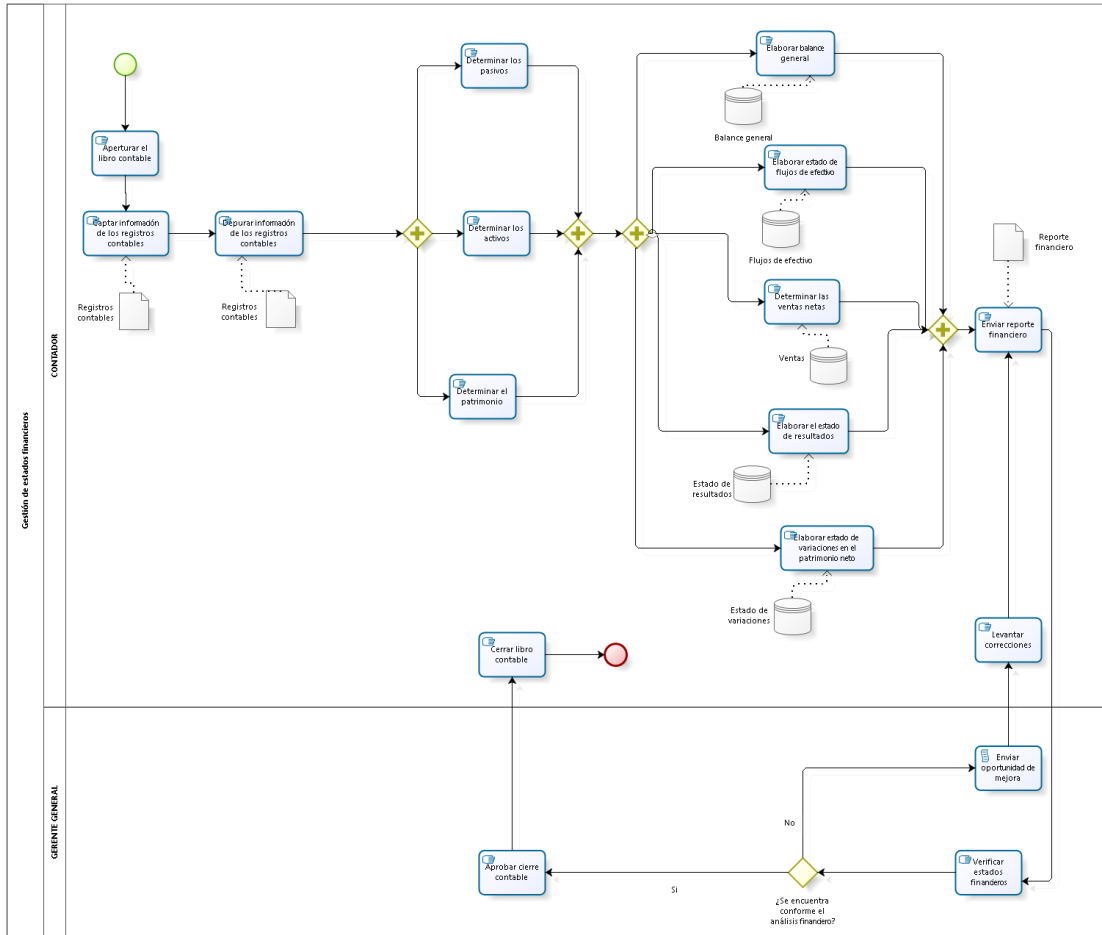 Gestión de estados financieros
CONTADOR
Aperturar el
libro contable
Captar información
de los registros
contables
Depurar información
de los registros
contables
Registros
contables
Registros
contables
Determinar los
pasivos
Determinar los
activos
Determinar el
patrimonio
Elaborar balance
general
Balance general
Elaborar estado de
flujos de efectivo
Flujos de efectivo
Determinar las
ventas netas
Ventas
Elaborar el estado
de resultados
Estado de
resultados
Elaborar estado de
variaciones en el
patrimonio neto
Estado de
variaciones
Reporte
financiero
Enviar reporte
financiero
Levantar
correcciones
Cerrar libro
contable
GERENTE GENERAL
Enviar
oportunidad de
mejora
No
Verificar
estados
financieros
¿Se encuentra
conforme el
análisis financiero?
Si
Aprobar cierre
contable